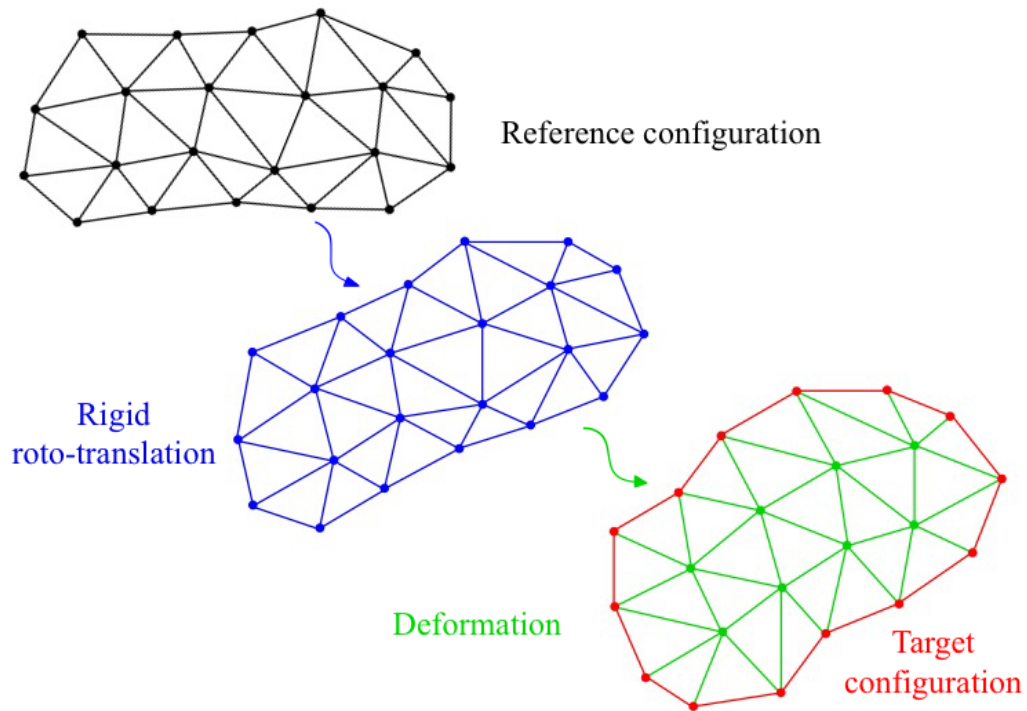 Reference configuration
Rigid
roto-translation
Deformation
Target
configuration